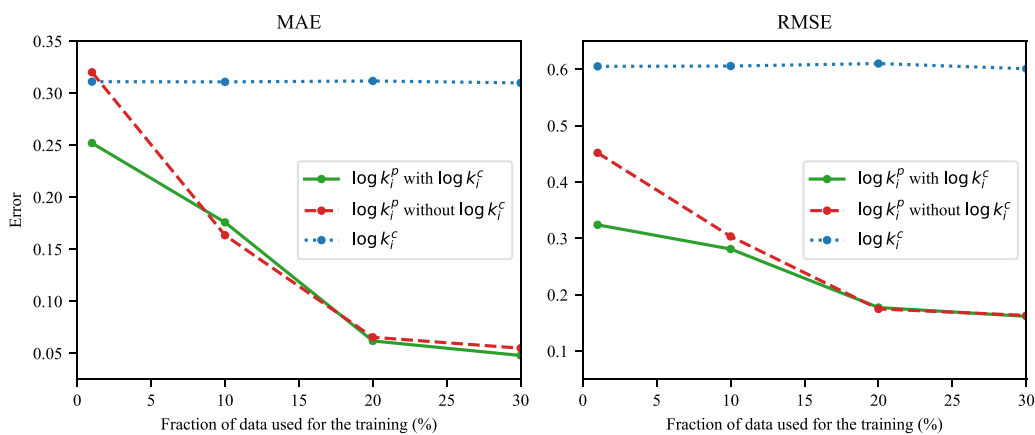 MAE
0.35
0.30
0.25
0.20
0.15
0.10
0.05
Error
0
5
10
15
20
25
30
Fraction of data used for the training (%)
log k_i^p with log k_i^c
log k_i^p without log k_i^c
log k_i^c
RMSE
0.6
0.5
0.4
0.3
0.2
0.1
0
5
10
15
20
25
30
Fraction of data used for the training (%)
log k_i^p with log k_i^c
log k_i^p without log k_i^c
log k_i^c